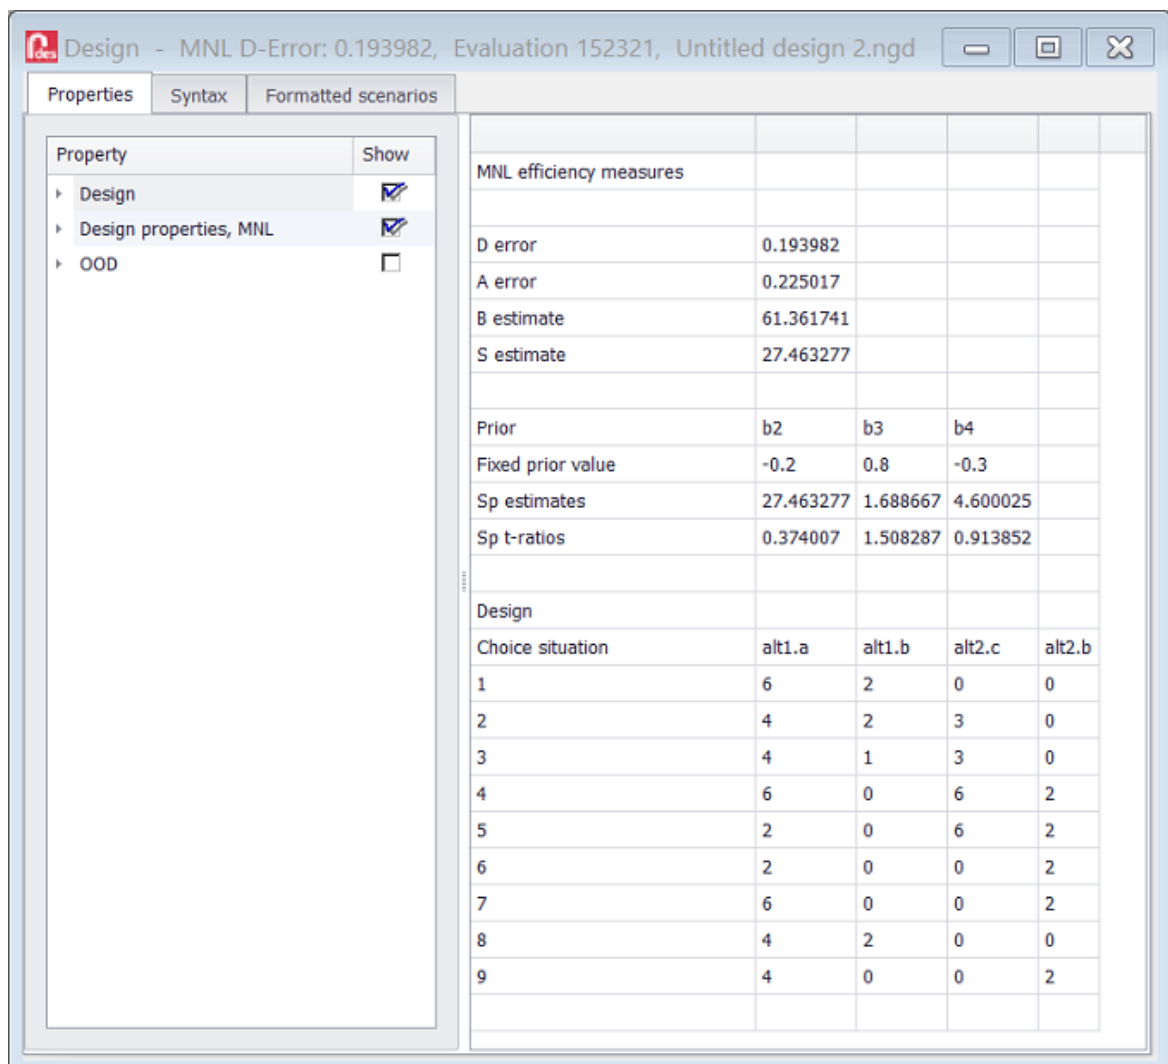 des Design - MNL D-Error: 0.193982, Evaluation 152321, Untitled design 2.ngd
Properties Syntax Formatted scenarios
Property Show
Design
Design properties, MNL
OOD
MNL efficiency measures
D error 0.193982
A error 0.225017
B estimate 61.361741
S estimate 27.463277
Prior b2 b3 b4
Fixed prior value -0.2 0.8 -0.3
Sp estimates 27.463277 1.688667 4.600025
Sp t-ratios 0.374007 1.508287 0.913852
Design
Choice situation alt1.a alt1.b alt2.c alt2.b
1 6 2 0 0
2 4 2 3 0
3 4 1 3 0
4 6 0 6 2
5 2 0 6 2
6 2 0 0 2
7 6 0 0 2
8 4 2 0 0
9 4 0 0 2